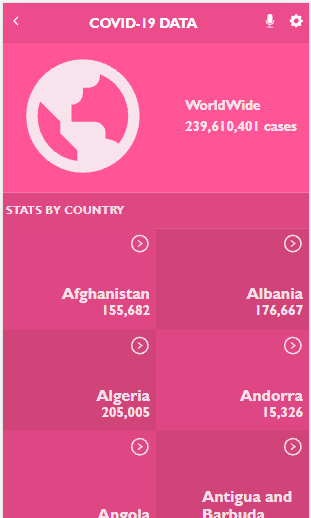 COVID-19 DATA
WorldWide
239,610,401 cases
STATS BY COUNTRY
Afghanistan
155,682
Albania
176,667
Algeria
205,005
Andorra
15,326
Angola
Antigua and
Barbuda